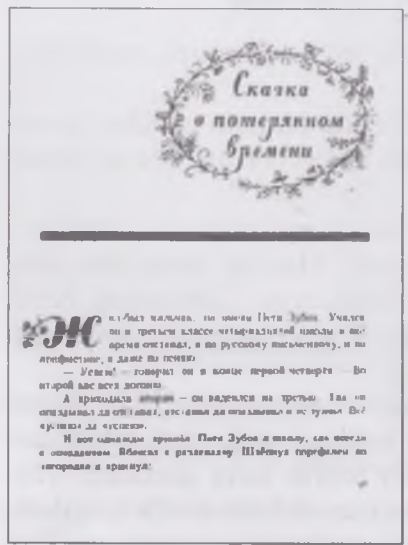 Сказка
о потерянном
времени
Жил-был мальчик, по имени Петя Зубов. Учился
он в третьем классе четырнадцатой школы и всё
время отставал, и по русскому письменному, и по
арифметике, и даже по пению.
— Успею! — говорил он в конце первой четверти. — Во
второй вас всех догоню.
А приходила вторая — он надеялся на третью. Так он
опаздывал да отставал, отставал да опаздывал и не тужил. Всё
«успею» да «успею».
И вот однажды пришёл Петя Зубов в школу, как всегда
с опозданием. Вбежал в раздевалку. Шлёпнул портфелем по
загородке и крикнул: